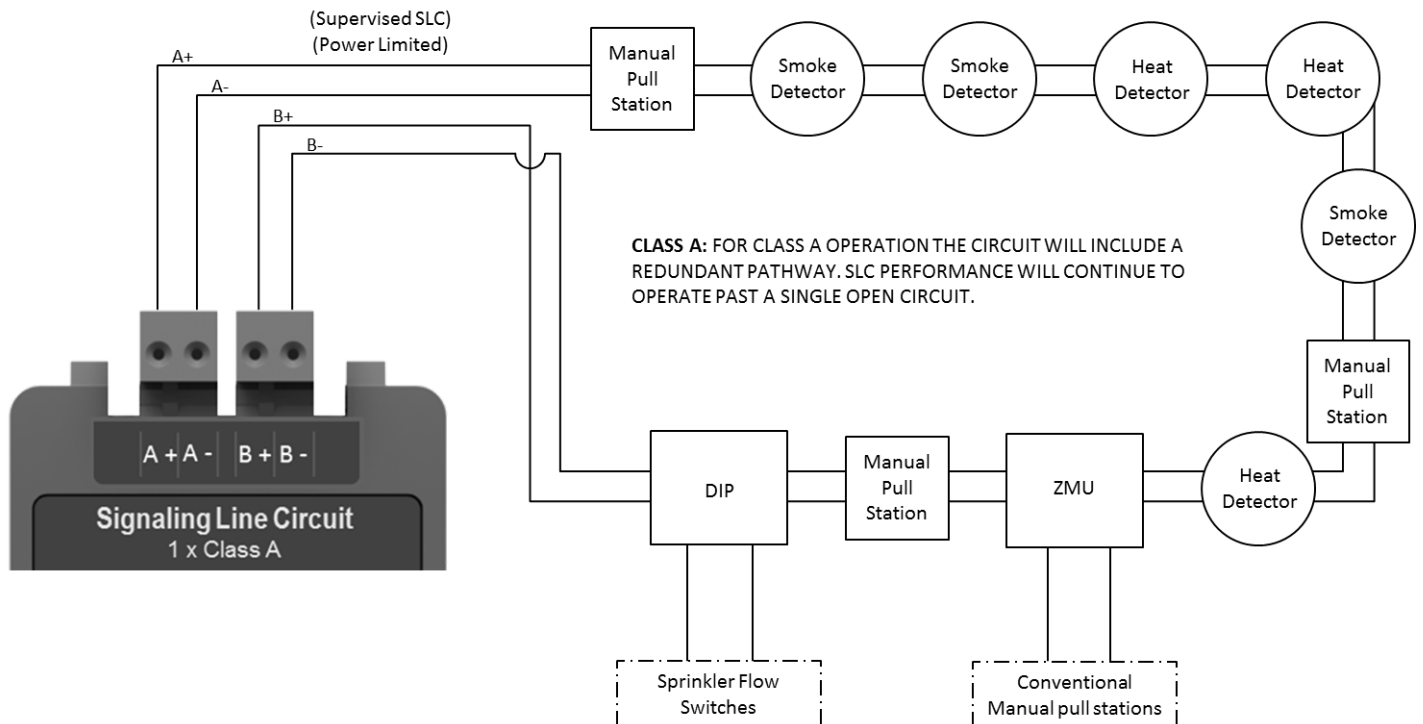 (Supervised SLC)
(Power Limited)
A+
A-
B+
B-
Manual
Pull
Station
Smoke
Detector
Smoke
Detector
Heat
Detector
Heat
Detector
Smoke
Detector
CLASS A: FOR CLASS A OPERATION THE CIRCUIT WILL INCLUDE A
REDUNDANT PATHWAY. SLC PERFORMANCE WILL CONTINUE TO
OPERATE PAST A SINGLE OPEN CIRCUIT.
Manual
Pull
Station
A + A - B + B -
Signaling Line Circuit
1 x Class A
DIP
Manual
Pull
Station
ZMU
Heat
Detector
Sprinkler Flow
Switches
Conventional
Manual pull stations